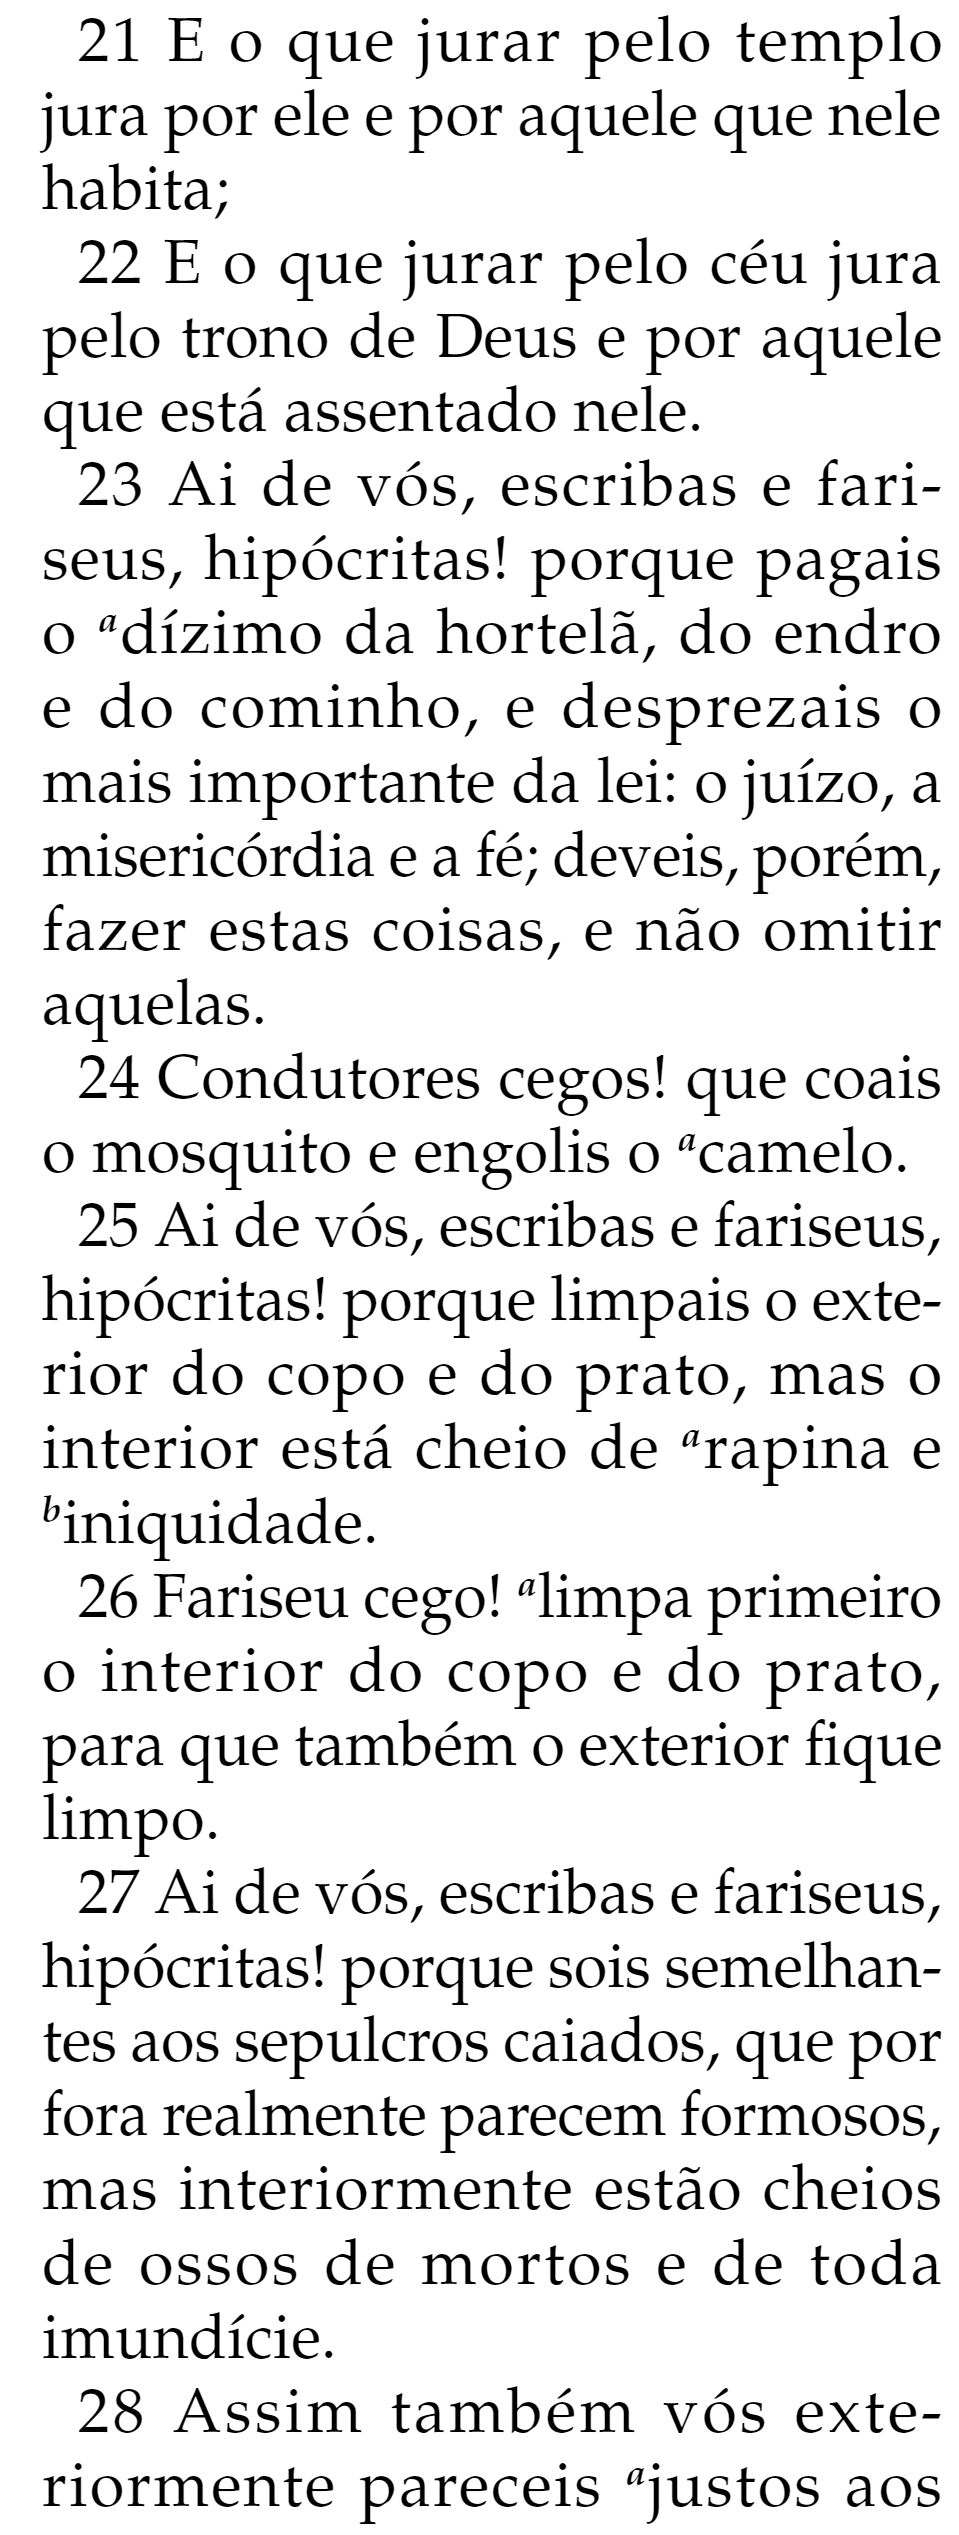 21 E o que jurar pelo templo
jura por ele e por aquele que nele
habita;
22 E o que jurar pelo céu jura
pelo trono de Deus e por aquele
que está assentado nele.
23 Ai de vós, escribas e fari-
seus, hipócritas! porque pagais
o ᵃdízimo da hortelã, do endro
e do cominho, e desprezais o
mais importante da lei: o juízo, a
misericórdia e a fé; deveis, porém,
fazer estas coisas, e não omitir
aquelas.
24 Condutores cegos! que coais
o mosquito e engolis o ᵃcamelo.
25 Ai de vós, escribas e fariseus,
hipócritas! porque limpais o exte-
rior do copo e do prato, mas o
interior está cheio de ᵃrapina e
ᵇiniquidade.
26 Fariseu cego! ᵃlimpa primeiro
o interior do copo e do prato,
para que também o exterior fique
limpo.
27 Ai de vós, escribas e fariseus,
hipócritas! porque sois semelhan-
tes aos sepulcros caiados, que por
fora realmente parecem formosos,
mas interiormente estão cheios
de ossos de mortos e de toda
imundície.
28 Assim também vós exte-
riormente pareceis ᵃjustos aos